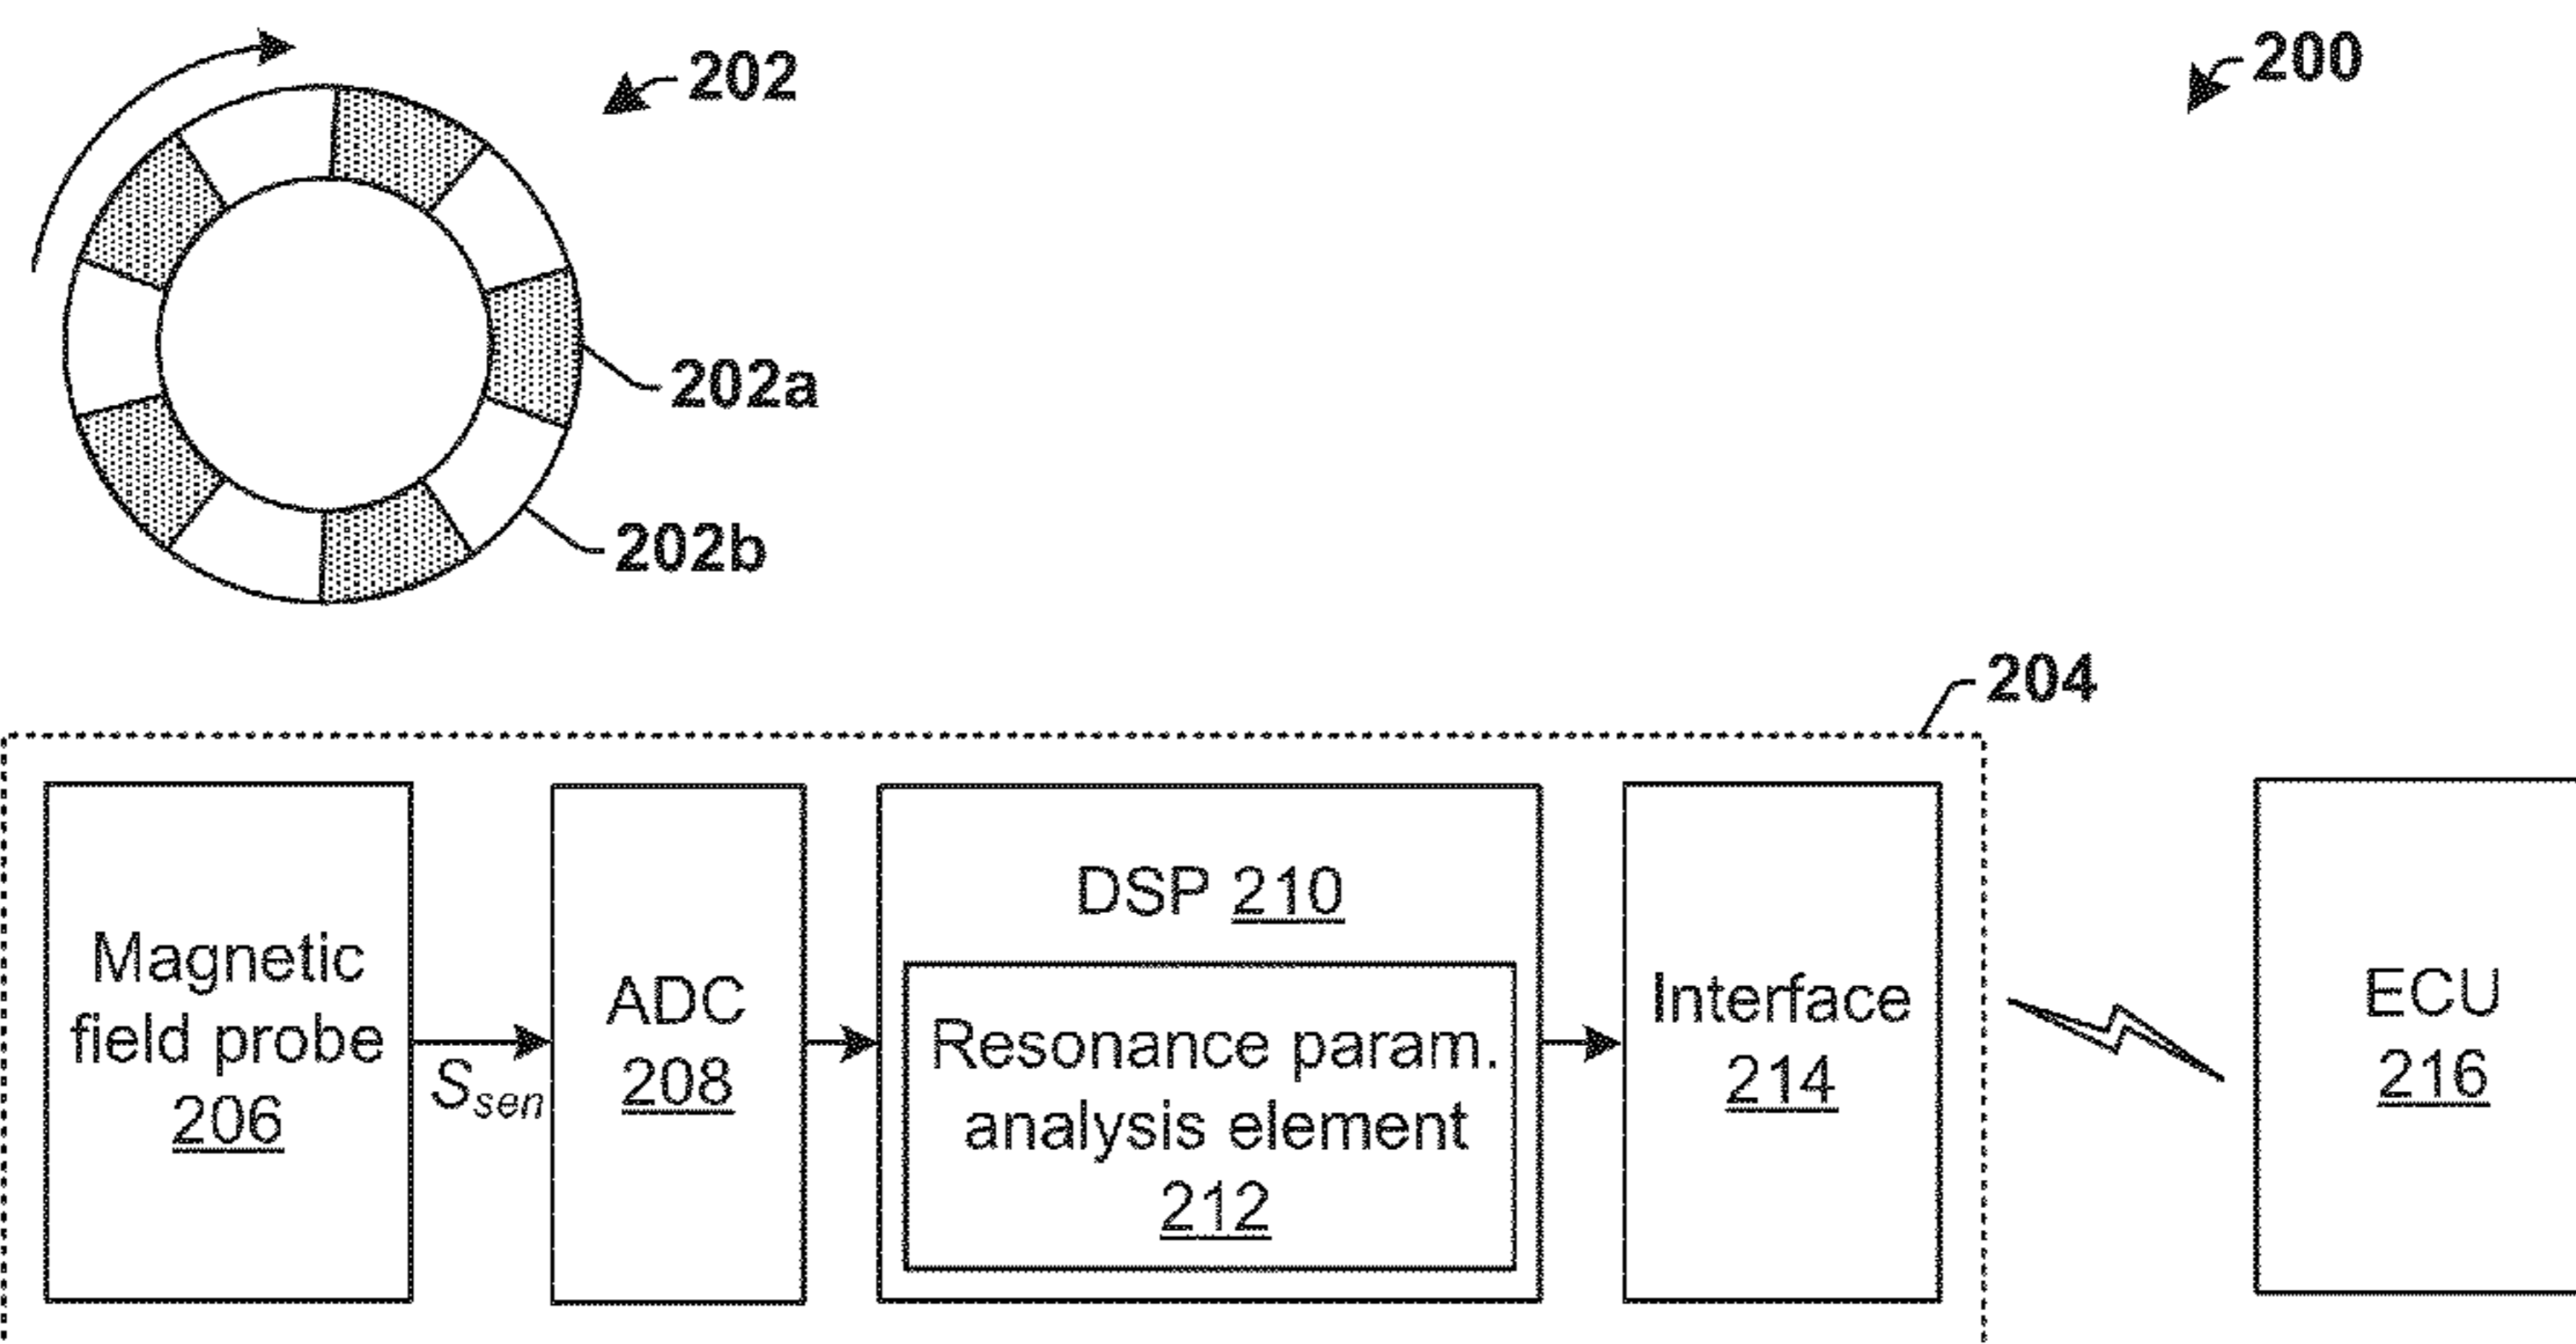 202
200
202a
202b
204
Magnetic
field probe
206
S_sen
ADC
208
DSP 210
Resonance param.
analysis element
212
Interface
214
ECU
216